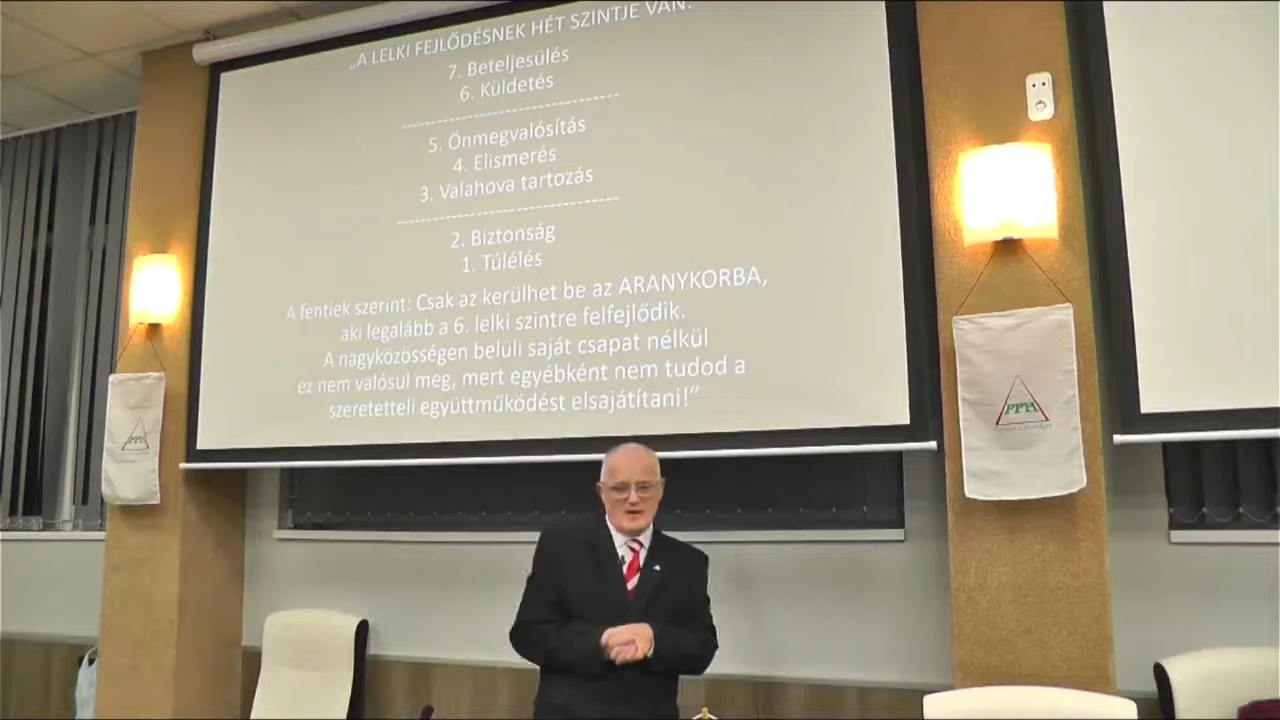 „A LELKI FEJLŐDÉSNEK HÉT SZINTJE VAN:
7. Beteljesülés
6. Küldetés
---------------------------------
5. Önmegvalósítás
4. Elismerés
3. Valahova tartozás
---------------------------------
2. Biztonság
1. Túlélés
A fentiek szerint: Csak az kerülhet be az ARANYKORBA,
aki legalább a 6. lelki szintre felfejlődik.
A nagyközösségen belüli saját csapat nélkül
ez nem valósul meg, mert egyébként nem tudod a
szeretetteli együttműködést elsajátítani!”
PPH
PPH